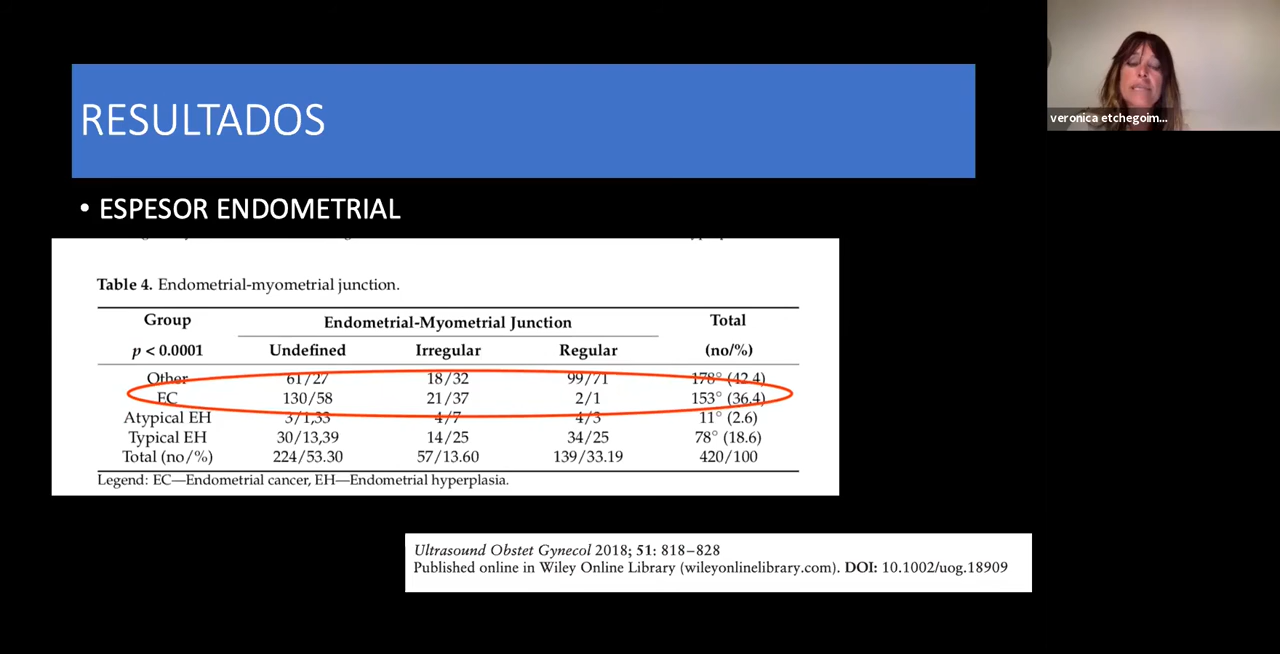 RESULTADOS
veronica etchegoim...
• ESPESOR ENDOMETRIAL
Table 4. Endometrial-myometrial junction.
Group Endometrial-Myometrial Junction Total
p < 0.0001 Undefined Irregular Regular (no/%)
Other 61/27 18/32 99/71 178° (42.4)
EC 130/58 21/37 2/1 153° (36.4)
Atypical EH 3/1,33 4/7 4/3 11° (2.6)
Typical EH 30/13,39 14/25 34/25 78° (18.6)
Total (no/%) 224/53.30 57/13.60 139/33.19 420/100
Legend: EC—Endometrial cancer, EH—Endometrial hyperplasia.
Ultrasound Obstet Gynecol 2018; 51: 818–828
Published online in Wiley Online Library (wileyonlinelibrary.com). DOI: 10.1002/uog.18909